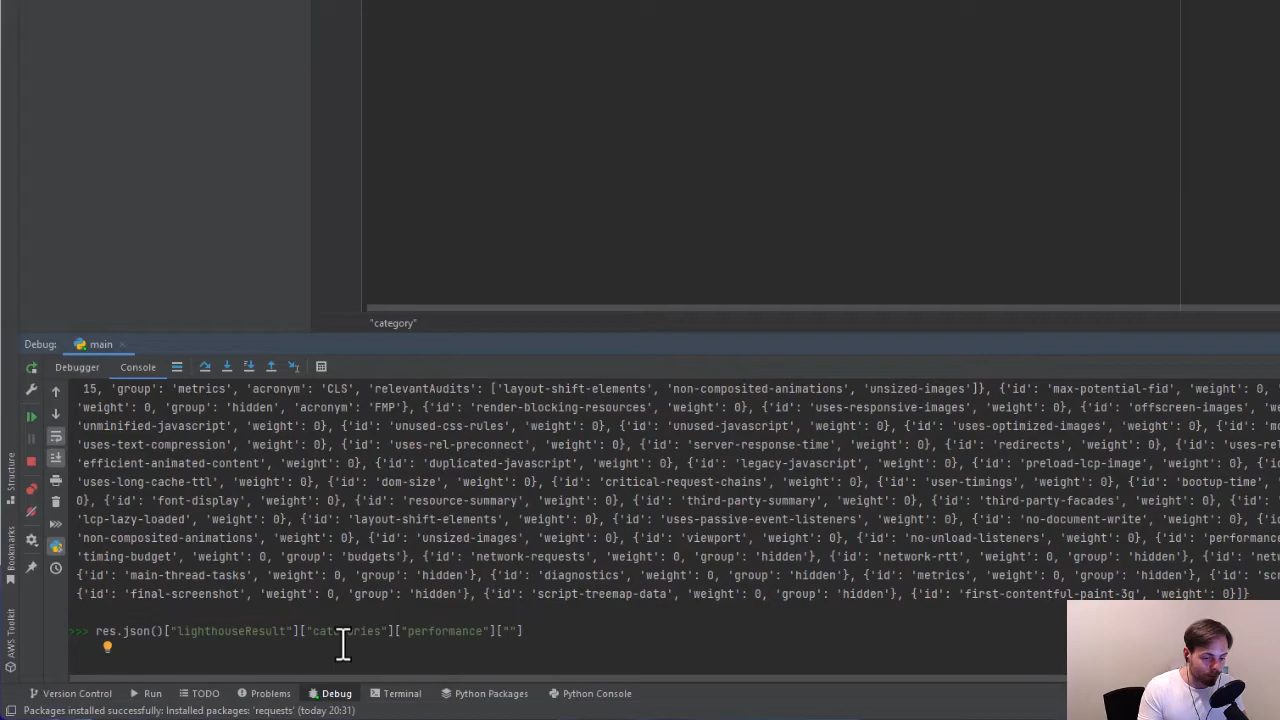 "category"
Debug: main
Debugger Console
15, 'group': 'metrics', 'acronym': 'CLS', 'relevantAudits': ['layout-shift-elements', 'non-composited-animations', 'unsized-images']}, {'id': 'max-potential-fid', 'weight': 0,
'weight': 0, 'group': 'hidden', 'acronym': 'FMP'}, {'id': 'render-blocking-resources', 'weight': 0}, {'id': 'uses-responsive-images', 'weight': 0}, {'id': 'offscreen-images', 'we
'unminified-javascript', 'weight': 0}, {'id': 'unused-css-rules', 'weight': 0}, {'id': 'unused-javascript', 'weight': 0}, {'id': 'uses-optimized-images', 'weight': 0}, {'id': 'mo
'uses-text-compression', 'weight': 0}, {'id': 'uses-rel-preconnect', 'weight': 0}, {'id': 'server-response-time', 'weight': 0}, {'id': 'redirects', 'weight': 0}, {'id': 'uses-rel
'efficient-animated-content', 'weight': 0}, {'id': 'duplicated-javascript', 'weight': 0}, {'id': 'legacy-javascript', 'weight': 0}, {'id': 'preload-lcp-image', 'weight': 0},
'uses-long-cache-ttl', 'weight': 0}, {'id': 'dom-size', 'weight': 0}, {'id': 'critical-request-chains', 'weight': 0}, {'id': 'user-timings', 'weight': 0}, {'id': 'bootup-time',
0}, {'id': 'font-display', 'weight': 0}, {'id': 'resource-summary', 'weight': 0}, {'id': 'third-party-summary', 'weight': 0}, {'id': 'third-party-facades', 'weight': 0}, {'id':
'lcp-lazy-loaded', 'weight': 0}, {'id': 'layout-shift-elements', 'weight': 0}, {'id': 'uses-passive-event-listeners', 'weight': 0}, {'id': 'no-document-write', 'weight': 0},
'non-composited-animations', 'weight': 0}, {'id': 'unsized-images', 'weight': 0}, {'id': 'viewport', 'weight': 0}, {'id': 'no-unload-listeners', 'weight': 0}, {'id': 'performanc
'timing-budget', 'weight': 0, 'group': 'budgets'}, {'id': 'network-requests', 'weight': 0, 'group': 'hidden'}, {'id': 'network-rtt', 'weight': 0, 'group': 'hidden'}, {'id': 'net
{'id': 'main-thread-tasks', 'weight': 0, 'group': 'hidden'}, {'id': 'diagnostics', 'weight': 0, 'group': 'hidden'}, {'id': 'metrics', 'weight': 0, 'group': 'hidden'}, {'id': 'scr
{'id': 'final-screenshot', 'weight': 0, 'group': 'hidden'}, {'id': 'script-treemap-data', 'weight': 0, 'group': 'hidden'}, {'id': 'first-contentful-paint-3g', 'weight': 0}]}
>>> res.json()["lighthouseResult"]["categories"]["performance"][""]
Structure
Bookmarks
AWS Toolkit
Version Control Run TODO Problems Debug Terminal Python Packages Python Console
Packages installed successfully: Installed packages: 'requests' (today 20:31)